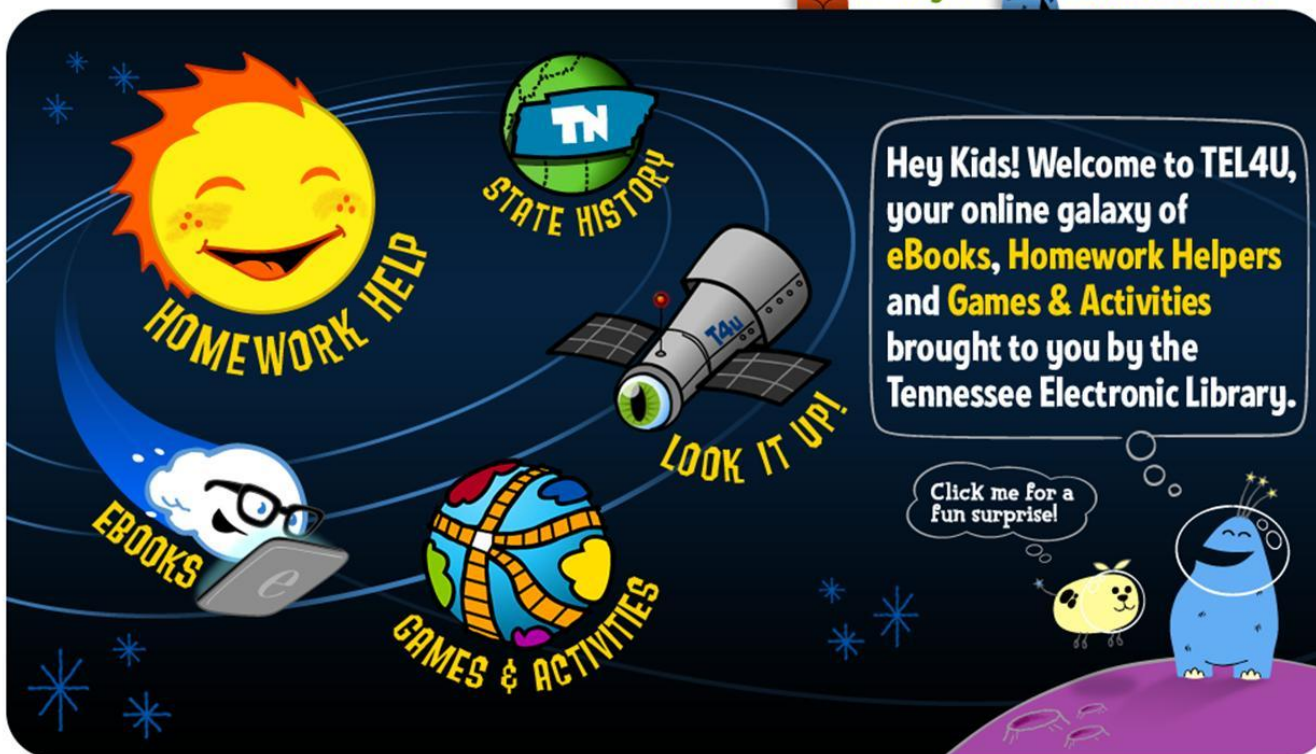 TN
STATE HISTORY
HOMEWORK HELP
T4U
LOOK IT UP!
EBOOKS
e
GAMES & ACTIVITIES
Hey Kids! Welcome to TEL4U,
your online galaxy of
eBooks, Homework Helpers
and Games & Activities
brought to you by the
Tennessee Electronic Library.
Click me for a
fun surprise!